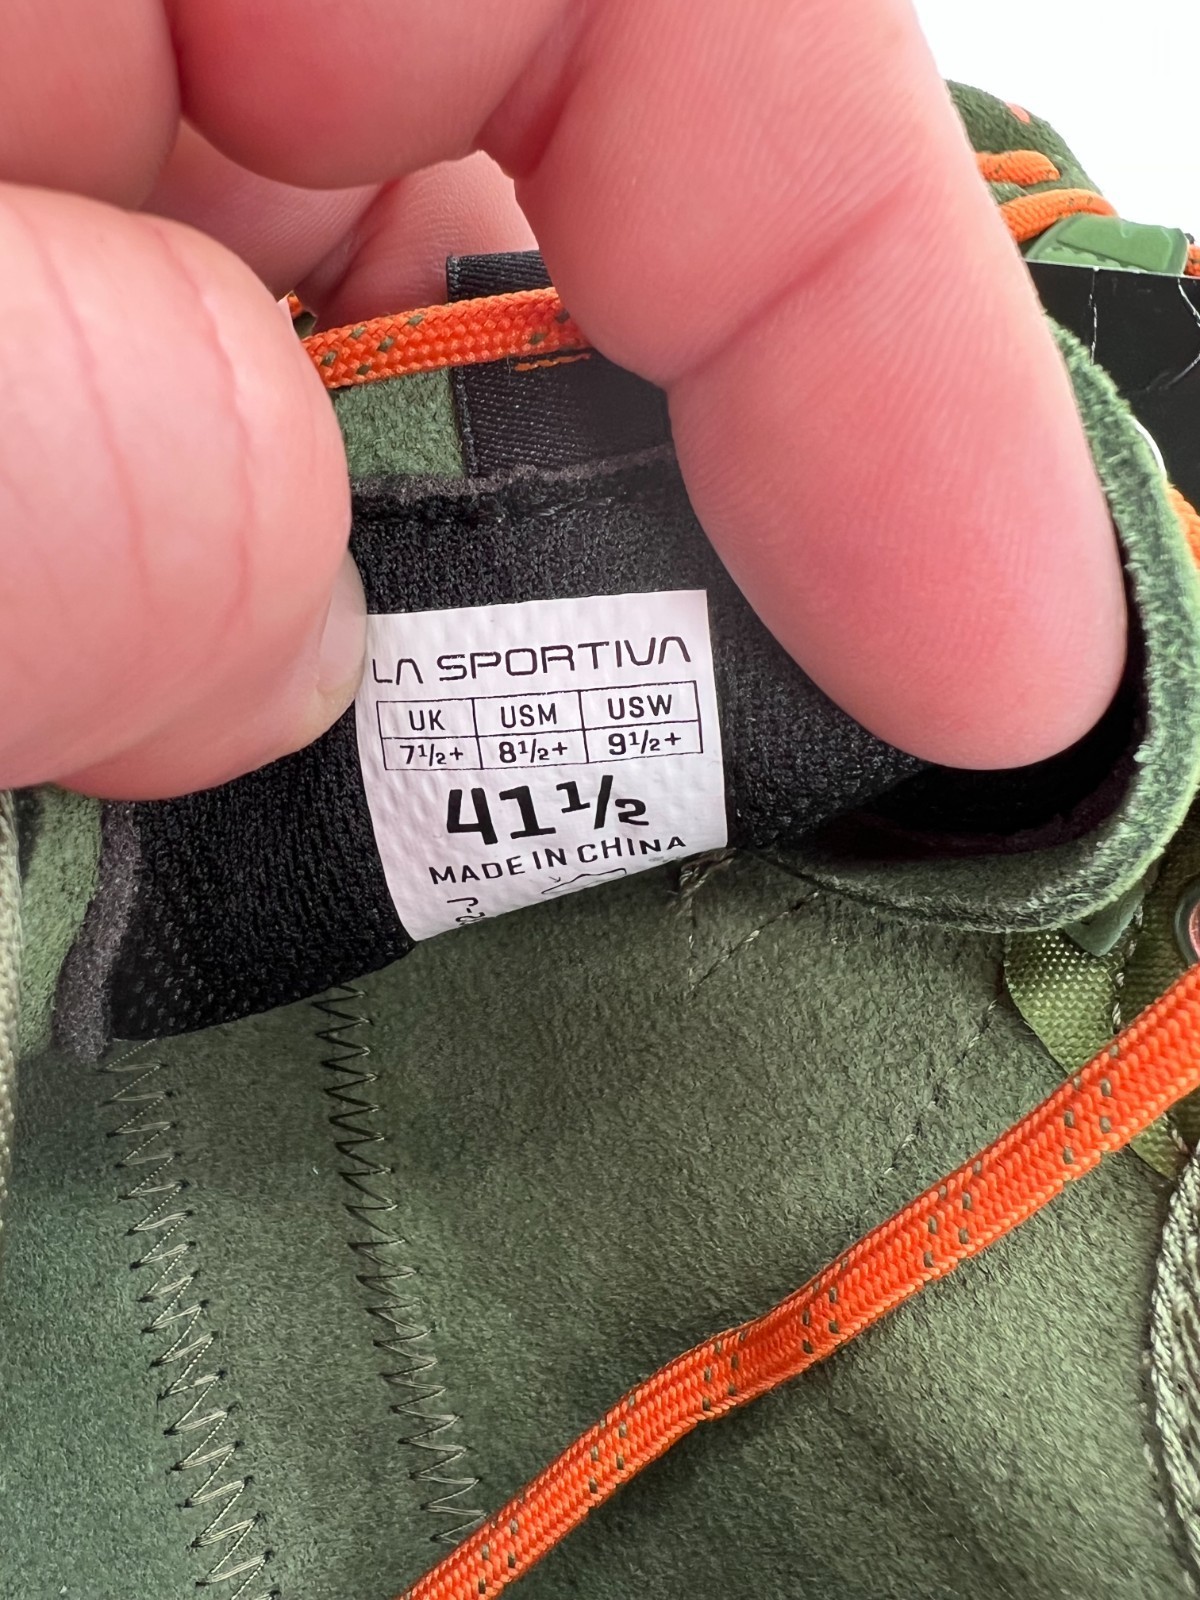 LA SPORTIVA
UK USM USW
7½+ 8½+ 9½+
41½
MADE IN CHINA